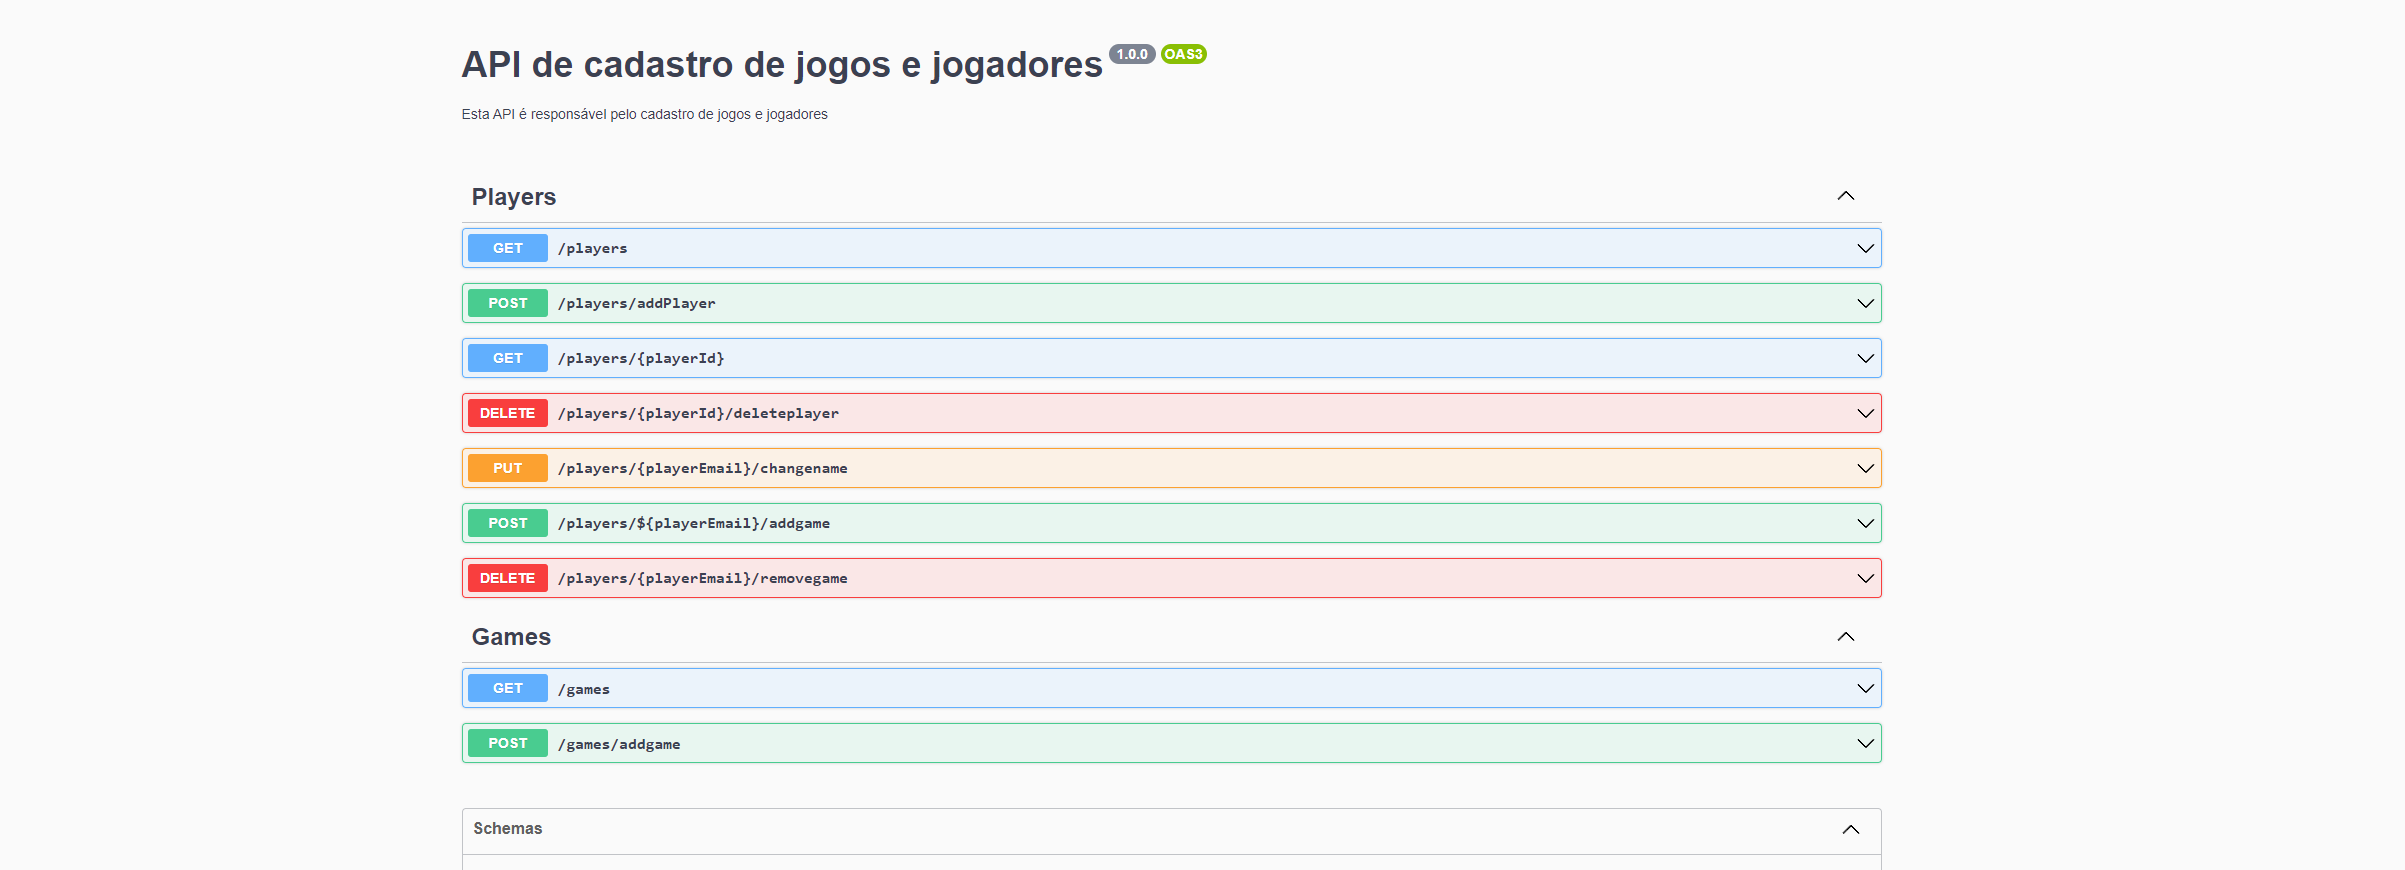 API de cadastro de jogos e jogadores 1.0.0 OAS3
Esta API é responsável pelo cadastro de jogos e jogadores
Players
GET /players
POST /players/addPlayer
GET /players/{playerId}
DELETE /players/{playerId}/deleteplayer
PUT /players/{playerEmail}/changename
POST /players/${playerEmail}/addgame
DELETE /players/{playerEmail}/removegame
Games
GET /games
POST /games/addgame
Schemas